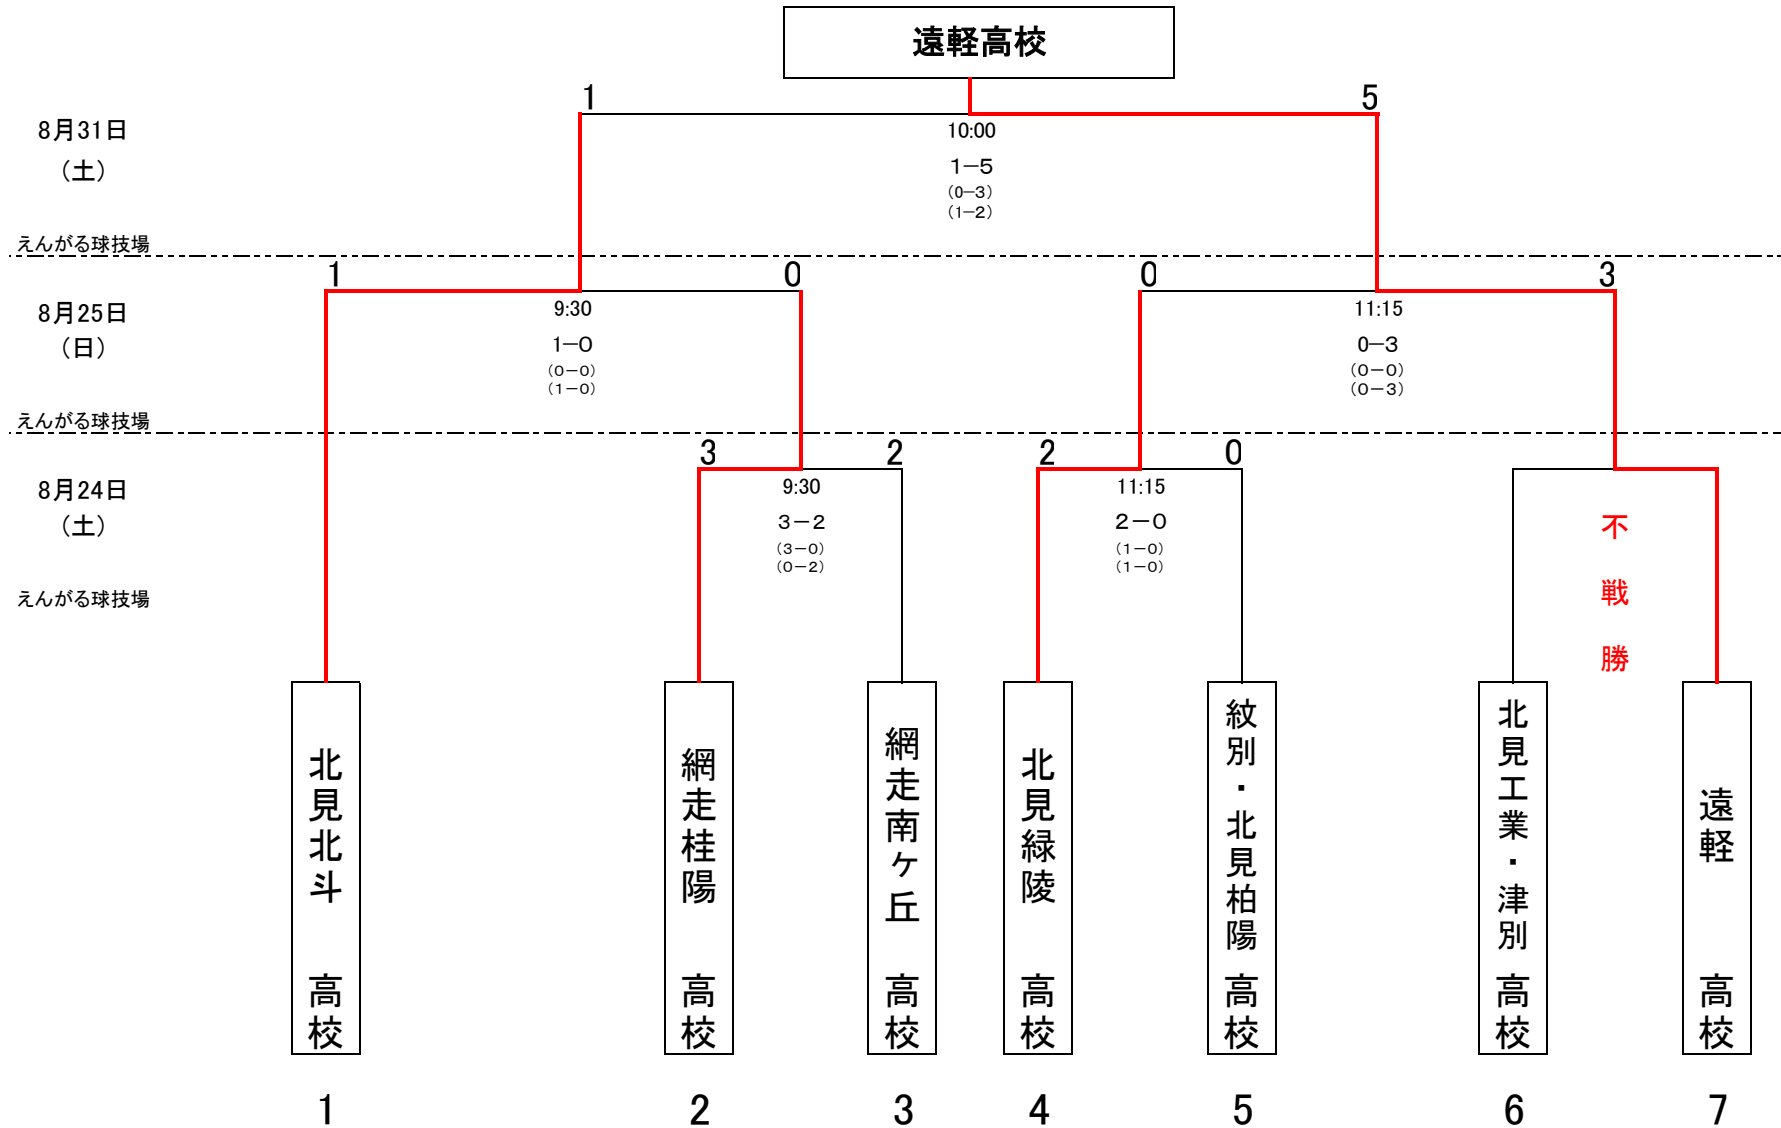 遠軽高校
1
5
8月31日
（土）
10:00
1－5
（0－3）
（1－2）
えんがる球技場
1
0
0
3
8月25日
（日）
9:30
1－0
（0－0）
（1－0）
11:15
0－3
（0－0）
（0－3）
えんがる球技場
3
2
2
0
8月24日
（土）
9:30
3－2
（3－0）
（0－2）
11:15
2－0
（1－0）
（1－0）
不戦勝
えんがる球技場
北見北斗 高校
網走桂陽 高校
網走南ヶ丘 高校
北見緑陵 高校
紋別・北見柏陽 高校
北見工業・津別 高校
遠軽 高校
1
2
3
4
5
6
7